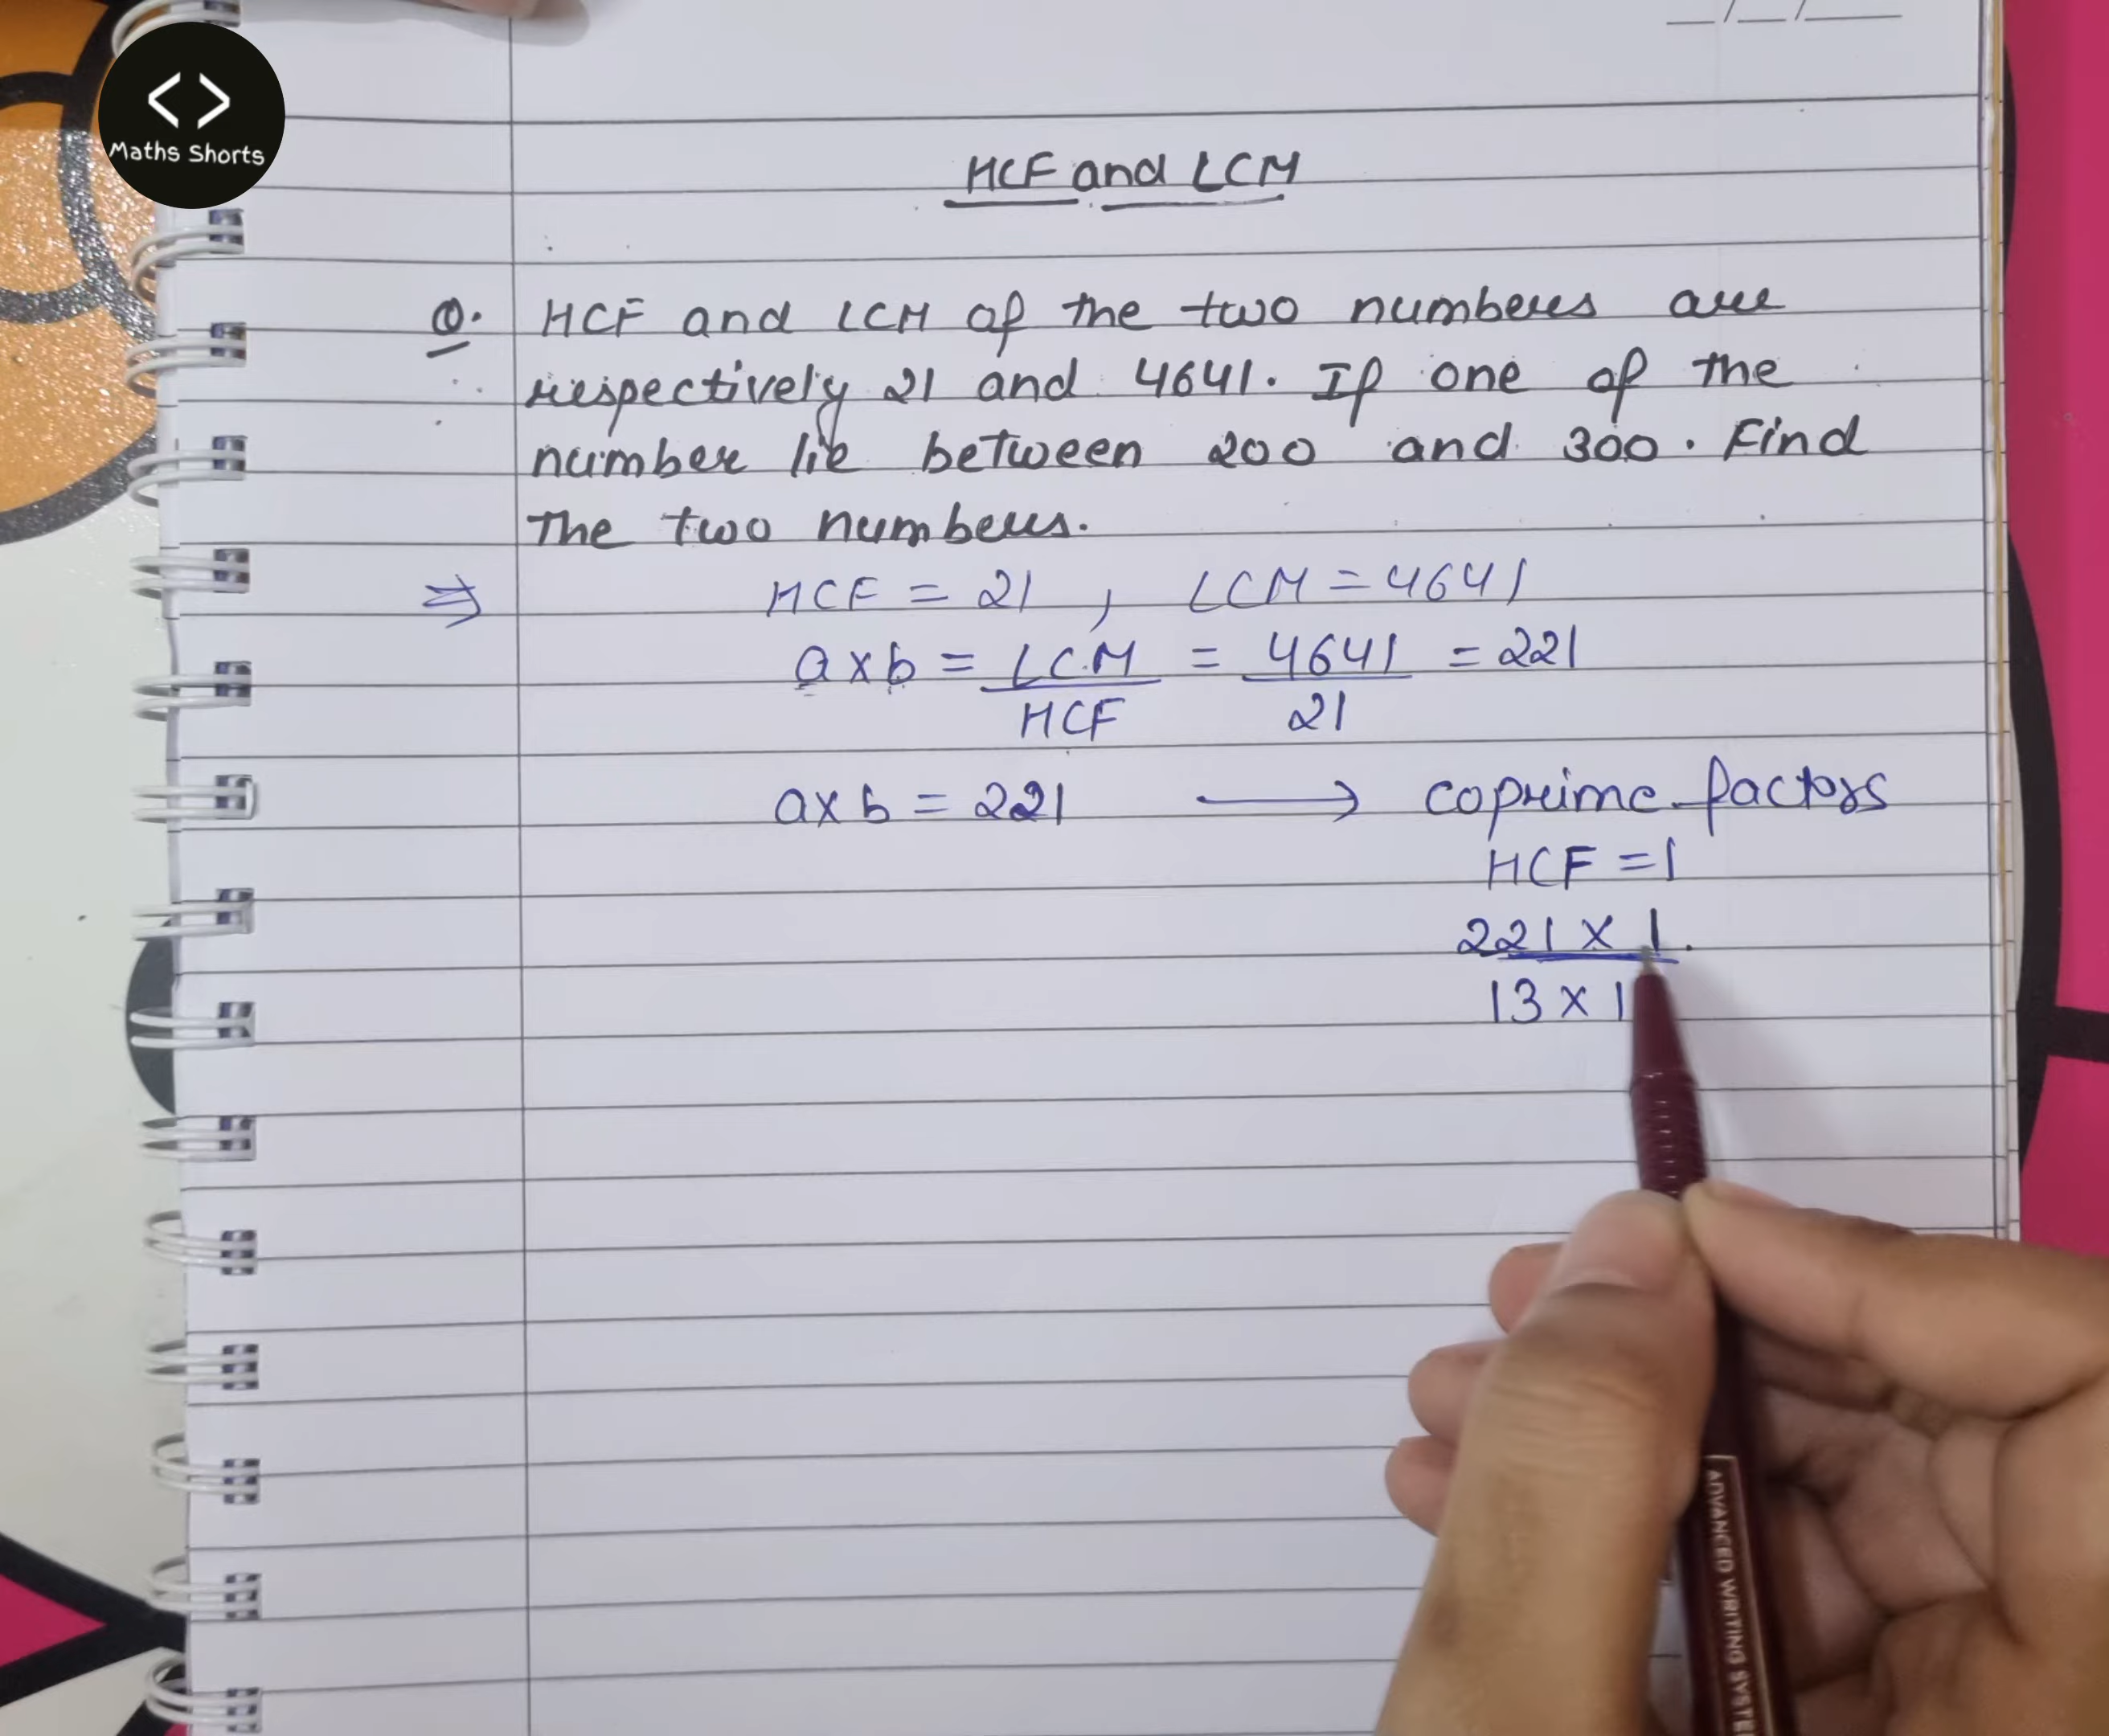 <>
Maths Shorts
HCF and LCM
Q. HCF and LCM of the two numbers are
respectively 21 and 4641. If one of the
number lie between 200 and 300. Find
the two numbers.
⇒ HCF = 21 , LCM = 4641
a x b = LCM / HCF = 4641 / 21 = 221
a x b = 221 → coprime factors
HCF = 1
221 x 1
13 x 1
ADVANCED WRITING